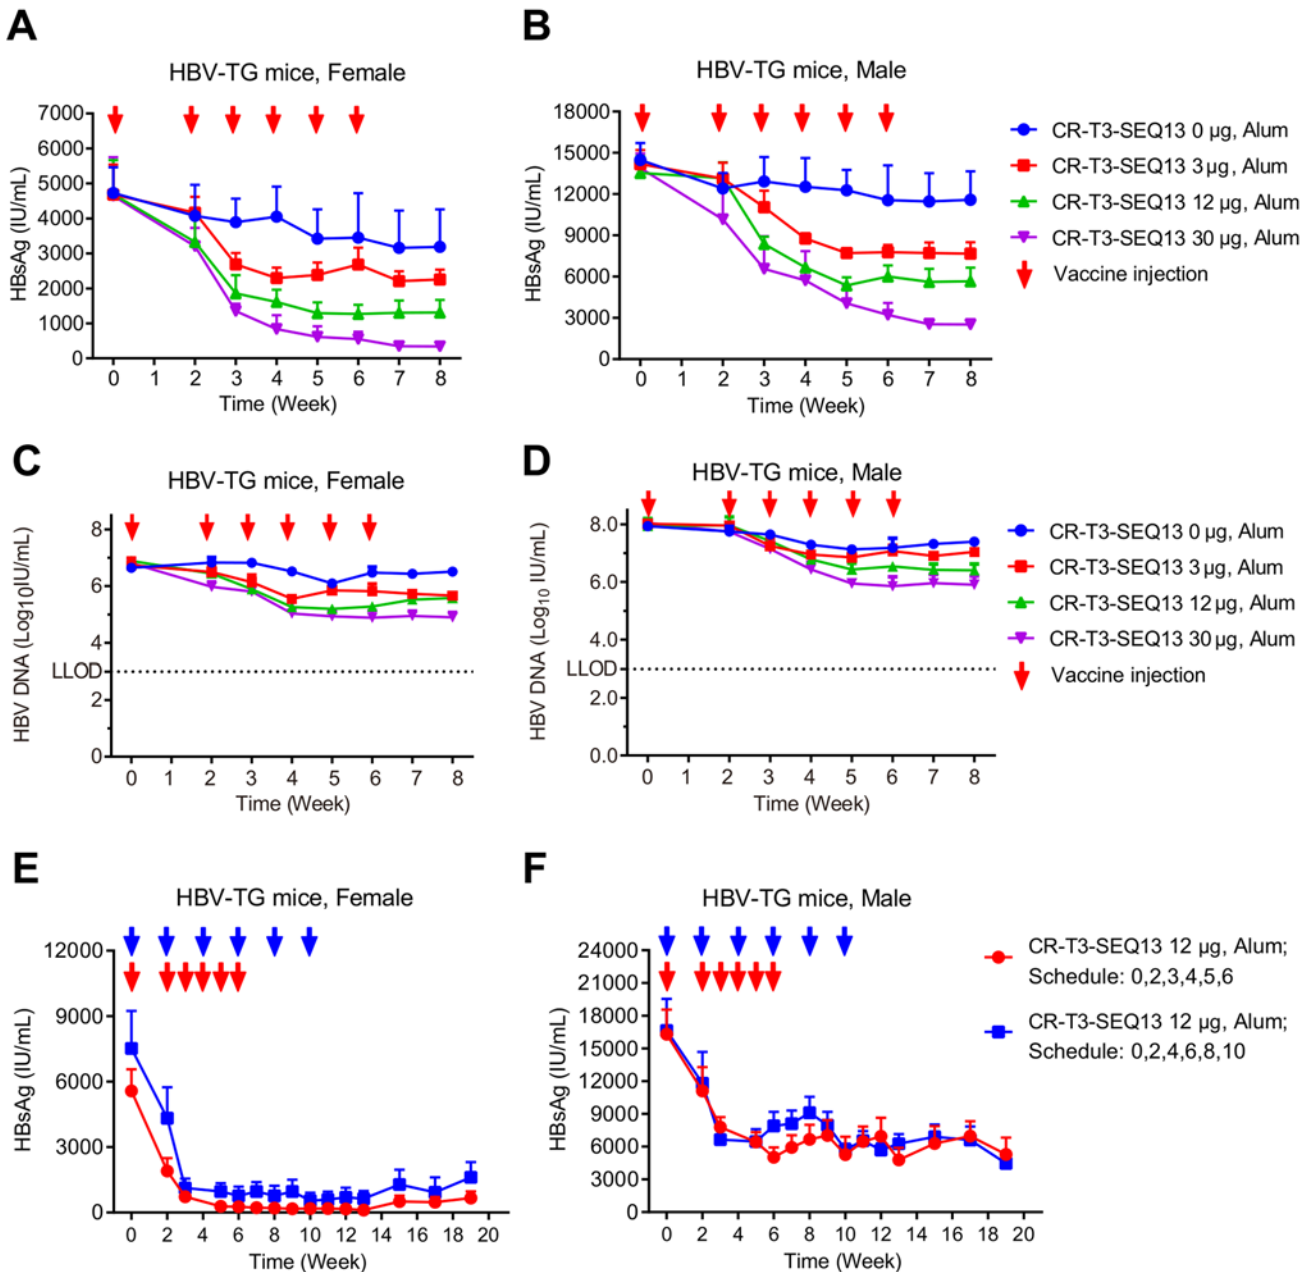 A
HBV-TG mice, Female
7000
6000
5000
4000
3000
2000
1000
0
HBsAg (IU/mL)
0 1 2 3 4 5 6 7 8
Time (Week)
B
HBV-TG mice, Male
18000
15000
12000
9000
6000
3000
0
HBsAg (IU/mL)
0 1 2 3 4 5 6 7 8
Time (Week)
CR-T3-SEQ13 0 µg, Alum
CR-T3-SEQ13 3µg, Alum
CR-T3-SEQ13 12 µg, Alum
CR-T3-SEQ13 30 µg, Alum
Vaccine injection
C
HBV-TG mice, Female
8
6
4
LLOD
2
0
HBV DNA (Log10IU/mL)
0 1 2 3 4 5 6 7 8
Time (Week)
D
HBV-TG mice, Male
8.0
6.0
4.0
LLOD
2.0
0.0
HBV DNA (Log10 IU/mL)
0 1 2 3 4 5 6 7 8
Time (Week)
CR-T3-SEQ13 0 µg, Alum
CR-T3-SEQ13 3 µg, Alum
CR-T3-SEQ13 12 µg, Alum
CR-T3-SEQ13 30 µg, Alum
Vaccine injection
E
HBV-TG mice, Female
12000
9000
6000
3000
0
HBsAg (IU/mL)
0 2 4 6 8 10 12 14 16 18 20
Time (Week)
F
HBV-TG mice, Male
24000
21000
18000
15000
12000
9000
6000
3000
0
HBsAg (IU/mL)
0 2 4 6 8 10 12 14 16 18 20
Time (Week)
CR-T3-SEQ13 12 µg, Alum;
Schedule: 0,2,3,4,5,6
CR-T3-SEQ13 12 µg, Alum;
Schedule: 0,2,4,6,8,10